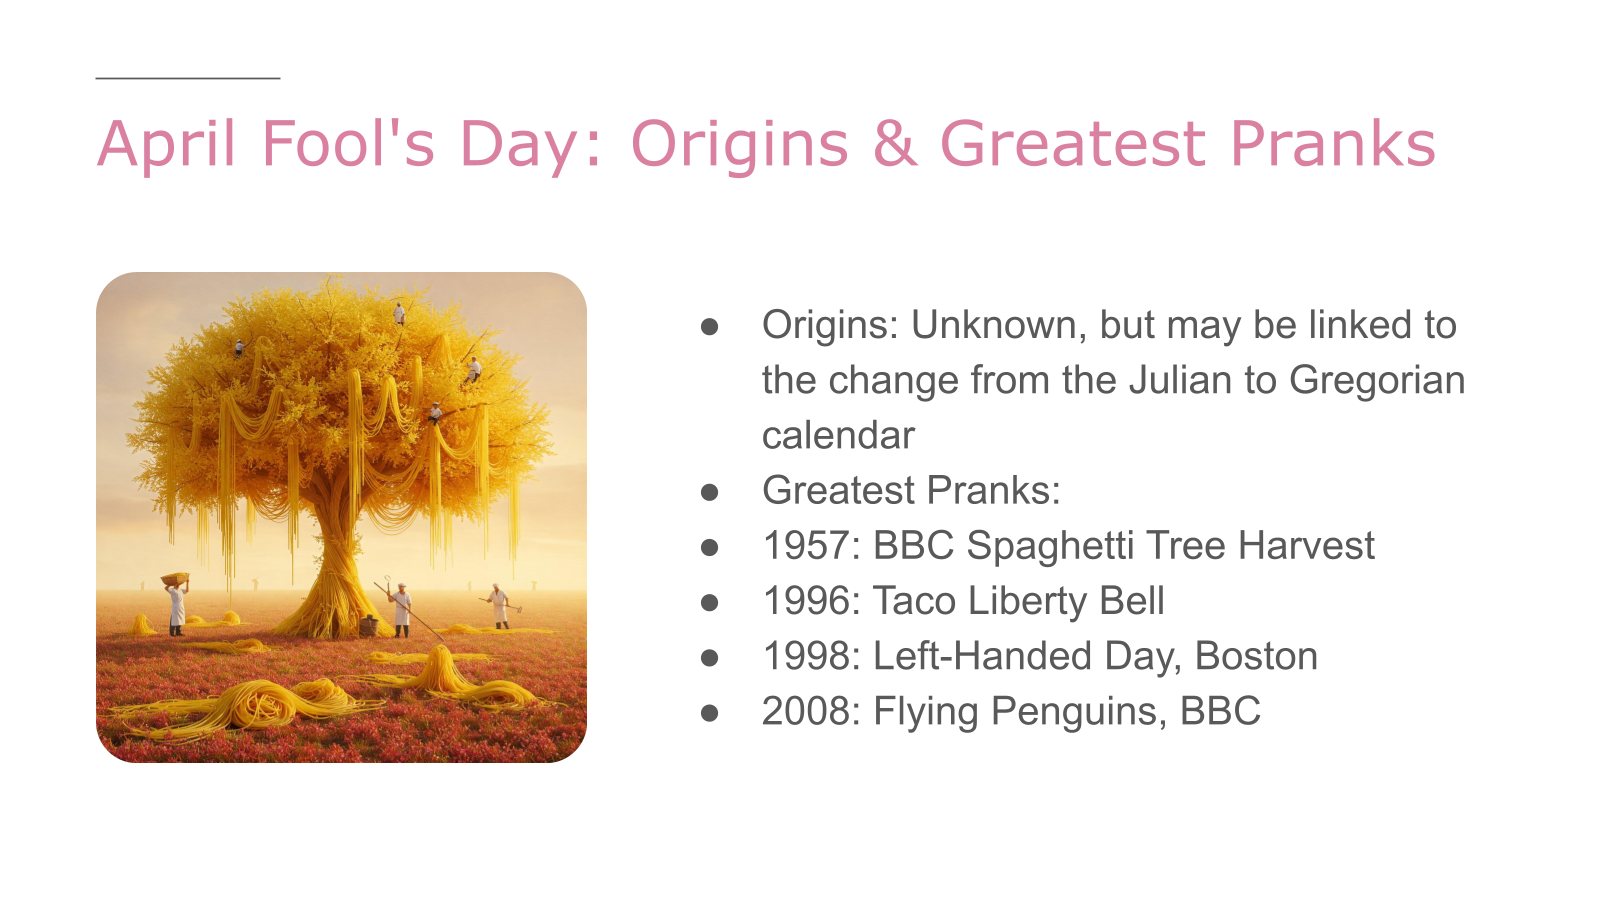 April Fool's Day: Origins & Greatest Pranks
● Origins: Unknown, but may be linked to
the change from the Julian to Gregorian
calendar
● Greatest Pranks:
● 1957: BBC Spaghetti Tree Harvest
● 1996: Taco Liberty Bell
● 1998: Left-Handed Day, Boston
● 2008: Flying Penguins, BBC